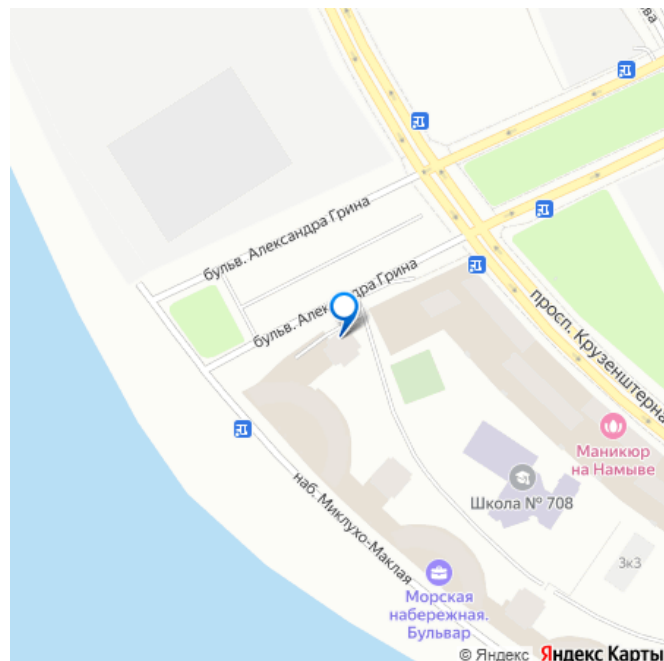 ва
бульв. Александра Грина
бульв. Александра Грина
просп. Крузенштерна
Маникюр
на Намыве
Школа № 708
наб. Миклухо-Маклая
3к3
Морская
набережная.
Бульвар
© Яндекс Яндекс Карты